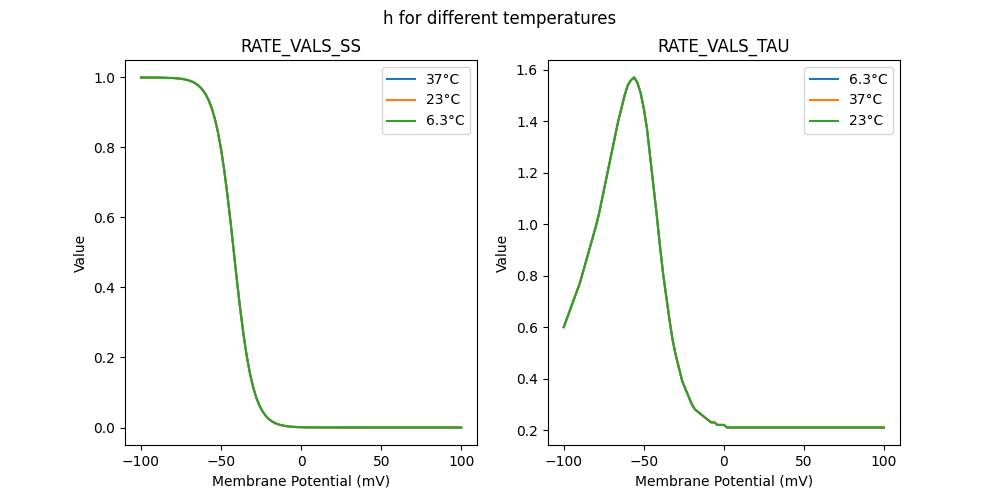 h for different temperatures
RATE_VALS_SS
1.0
0.8
0.6
0.4
0.2
0.0
Value
−100
−50
0
50
100
Membrane Potential (mV)
37°C
23°C
6.3°C
RATE_VALS_TAU
1.6
1.4
1.2
1.0
0.8
0.6
0.4
0.2
Value
−100
−50
0
50
100
Membrane Potential (mV)
6.3°C
37°C
23°C